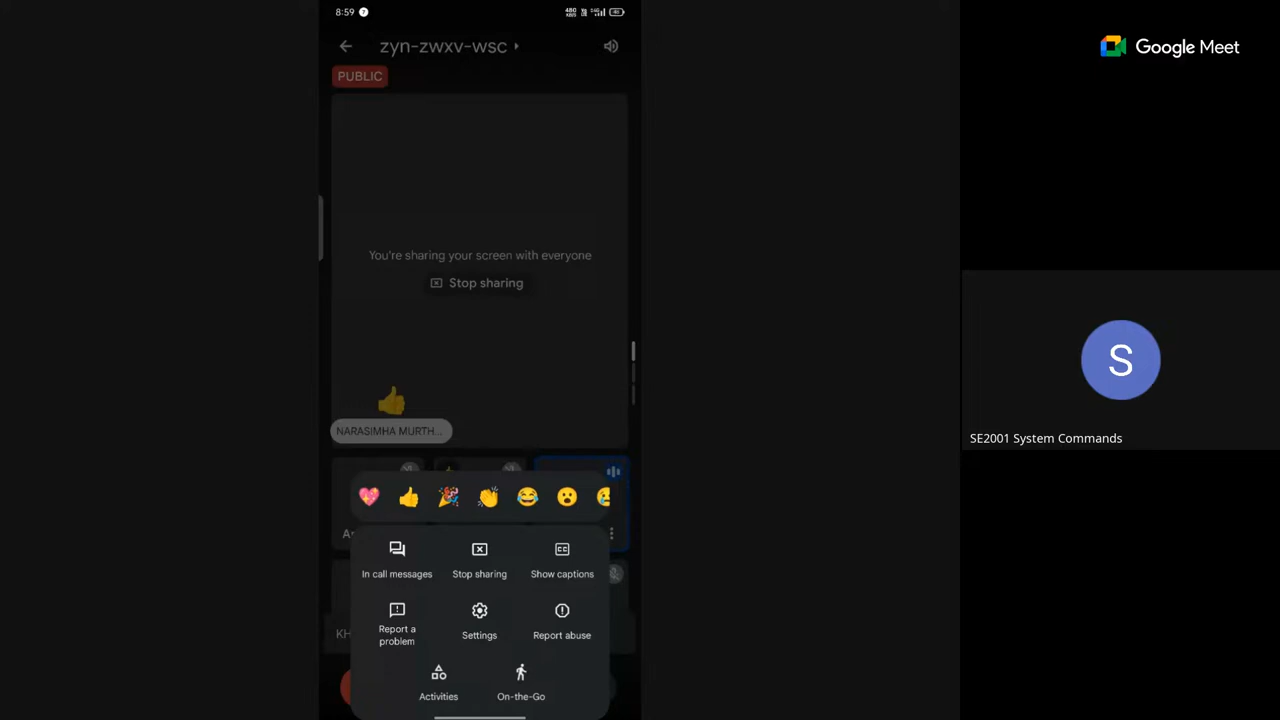 8:59 7
zyn-zwxv-wsc
PUBLIC
You're sharing your screen with everyone
Stop sharing
NARASIMHA MURTH...
In call messages
Stop sharing
Show captions
Report a
problem
Settings
Report abuse
Activities
On-the-Go
Google Meet
S
SE2001 System Commands